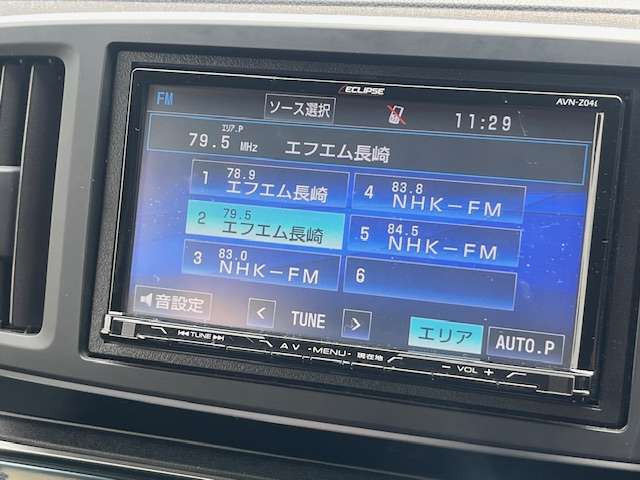 ECLIPSE
AVN-Z04i
FM
ソース選択
11:29
エリア.P
79.5 MHz エフエム長崎
1 78.9 エフエム長崎
4 83.8 NHK-FM
2 79.5 エフエム長崎
5 84.5 NHK-FM
3 83.0 NHK-FM
6
音設定
< TUNE >
エリア
AUTO.P
TUNE
AV -MENU- 現在地
- VOL +